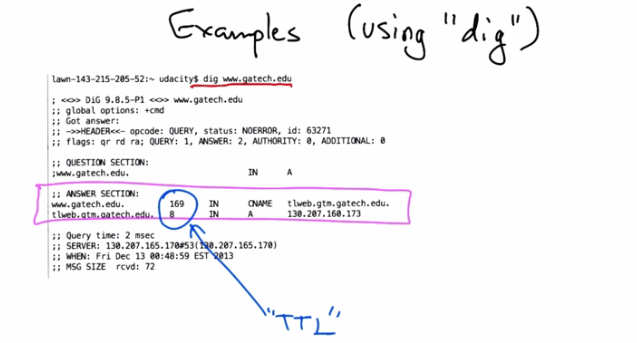 Examples (using "dig")
lawn-143-215-205-52:~ udacity$ dig www.gatech.edu
; <<>> DiG 9.8.5-P1 <<>> www.gatech.edu
;; global options: +cmd
;; Got answer:
;; ->>HEADER<<- opcode: QUERY, status: NOERROR, id: 63271
;; flags: qr rd ra; QUERY: 1, ANSWER: 2, AUTHORITY: 0, ADDITIONAL: 0
;; QUESTION SECTION:
;www.gatech.edu. IN A
;; ANSWER SECTION:
www.gatech.edu. 169 IN CNAME tlweb.gtm.gatech.edu.
tlweb.gtm.gatech.edu. 8 IN A 130.207.160.173
;; Query time: 2 msec
;; SERVER: 130.207.165.170#53(130.207.165.170)
;; WHEN: Fri Dec 13 00:48:59 EST 2013
;; MSG SIZE rcvd: 72
"TTL"